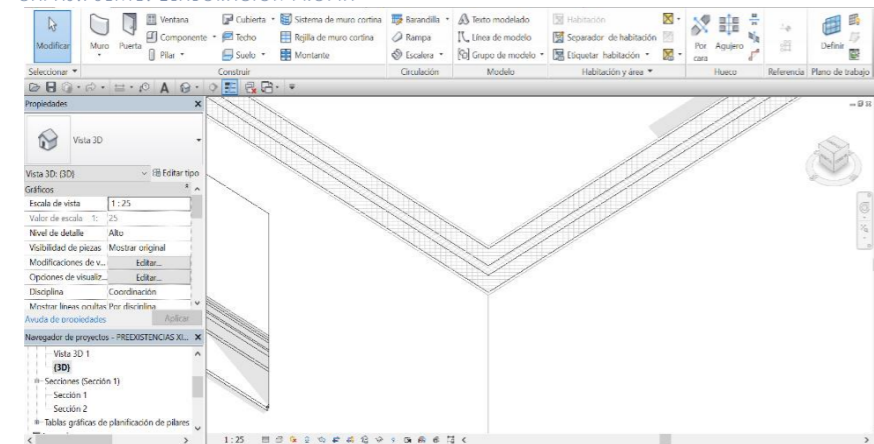 Ventana
Cubierta
Sistema de muro cortina
Barandilla
Texto modelado
Habitación
Componente
Techo
Rejilla de muro cortina
Rampa
Línea de modelo
Separador de habitación
Modificar
Muro
Puerta
Pilar
Suelo
Montante
Escalera
Grupo de modelo
Etiquetar habitación
Por cara
Agujero
Definir
Seleccionar
Construir
Circulación
Modelo
Habitación y área
Hueco
Referencia
Plano de trabajo
Propiedades X
Vista 3D
Vista 3D: {3D}
Editar tipo
Gráficos
Escala de vista 1 : 25
Valor de escala 1: 25
Nivel de detalle Alto
Visibilidad de piezas Mostrar original
Modificaciones de v... Editar...
Opciones de visualiz... Editar...
Disciplina Coordinación
Mostrar líneas ocultas Por disciplina
Ayuda de propiedades Aplicar
Navegador de proyectos - PREEXISTENCIAS XI... X
Vista 3D 1
{3D}
Secciones (Sección 1)
Sección 1
Sección 2
Tablas gráficas de planificación de pilares
1 : 25